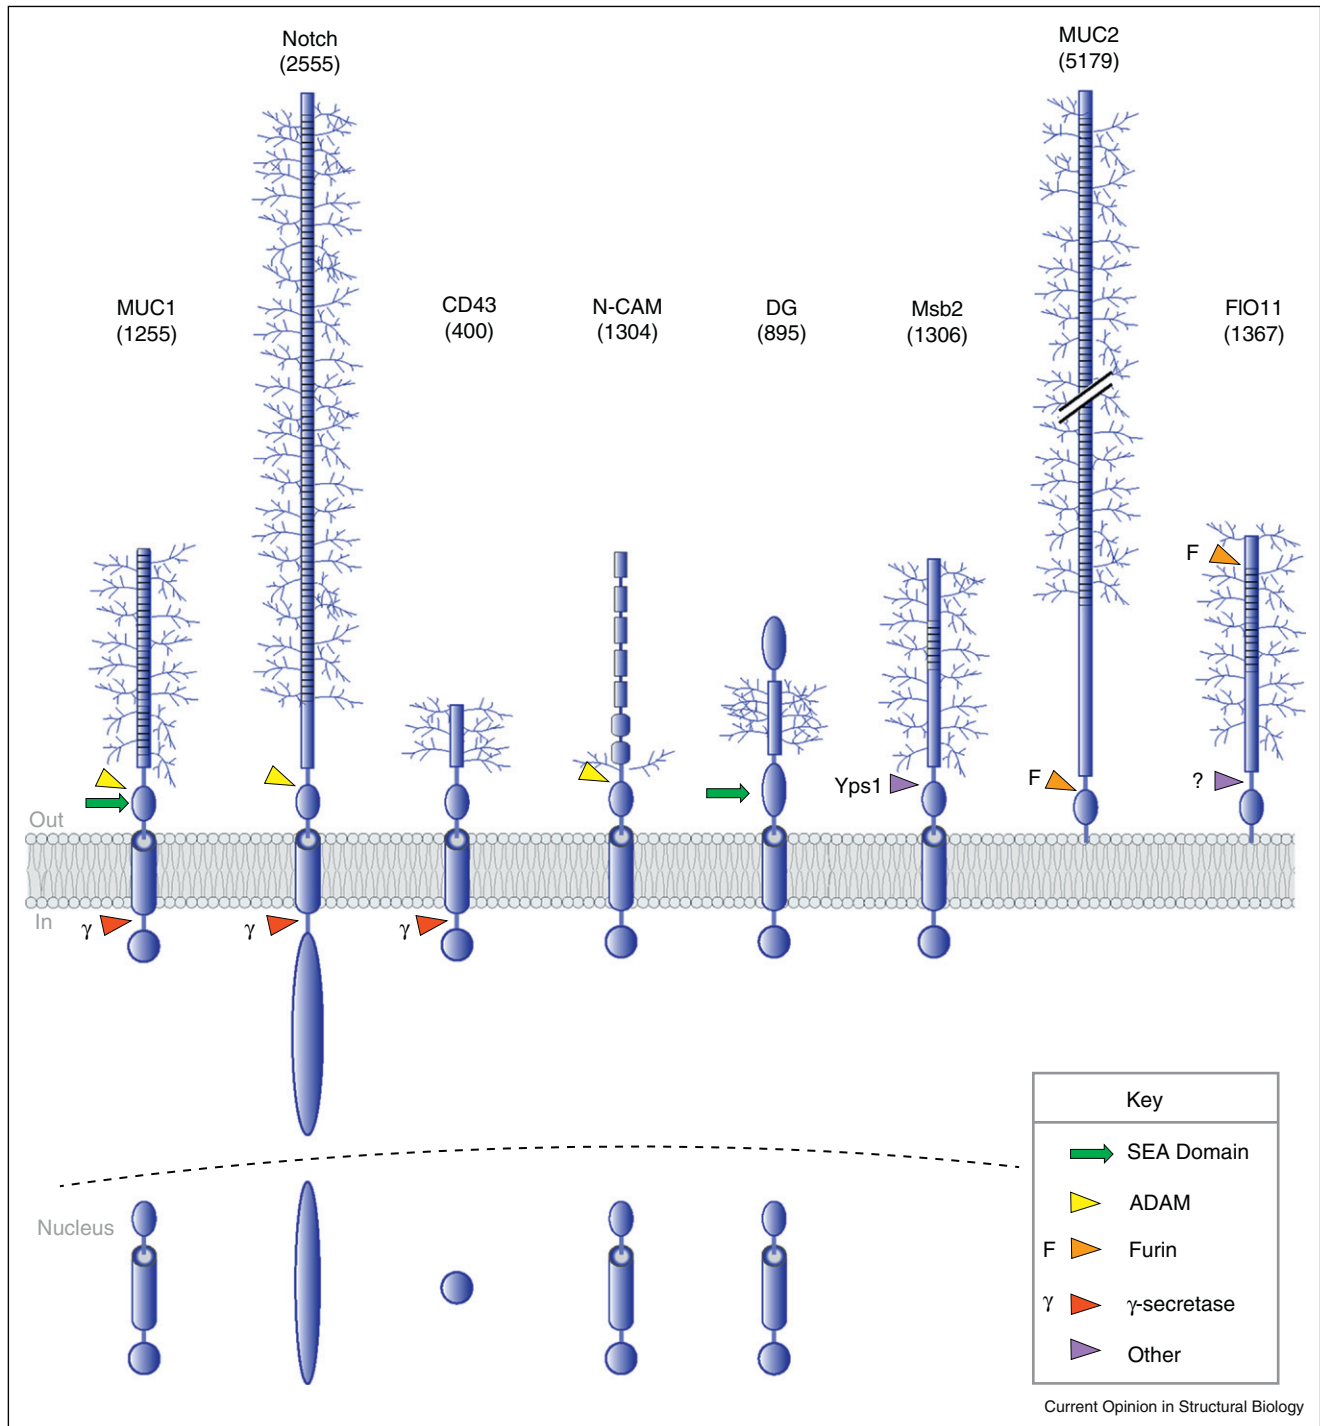 Notch
(2555)
MUC2
(5179)
MUC1
(1255)
CD43
(400)
N-CAM
(1304)
DG
(895)
Msb2
(1306)
FlO11
(1367)
F
Yps1
F
?
Out
In
γ
γ
γ
Nucleus
Key
SEA Domain
ADAM
F Furin
γ γ-secretase
Other
Current Opinion in Structural Biology